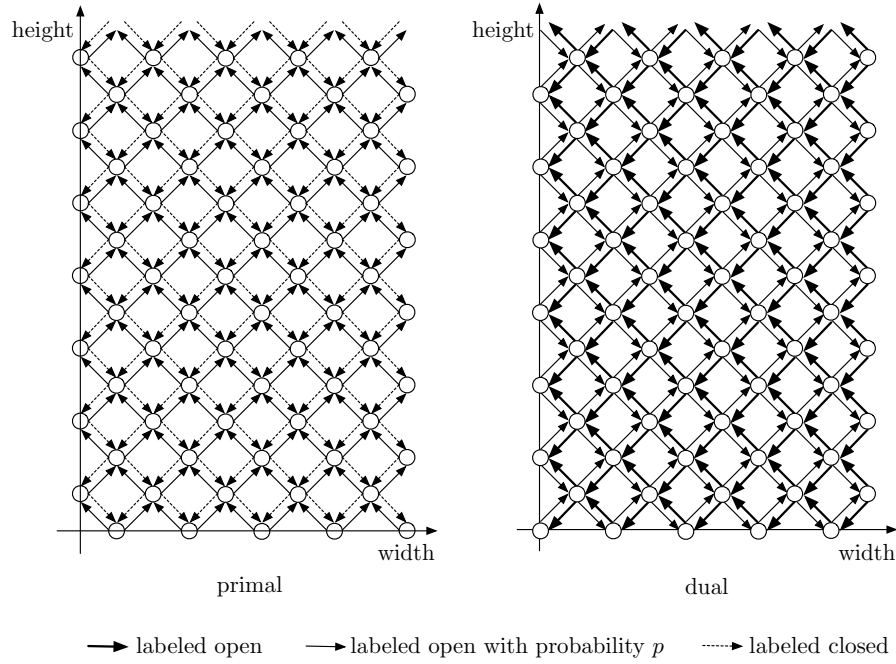 height
height
width
width
primal
dual
labeled open
labeled open with probability p
labeled closed